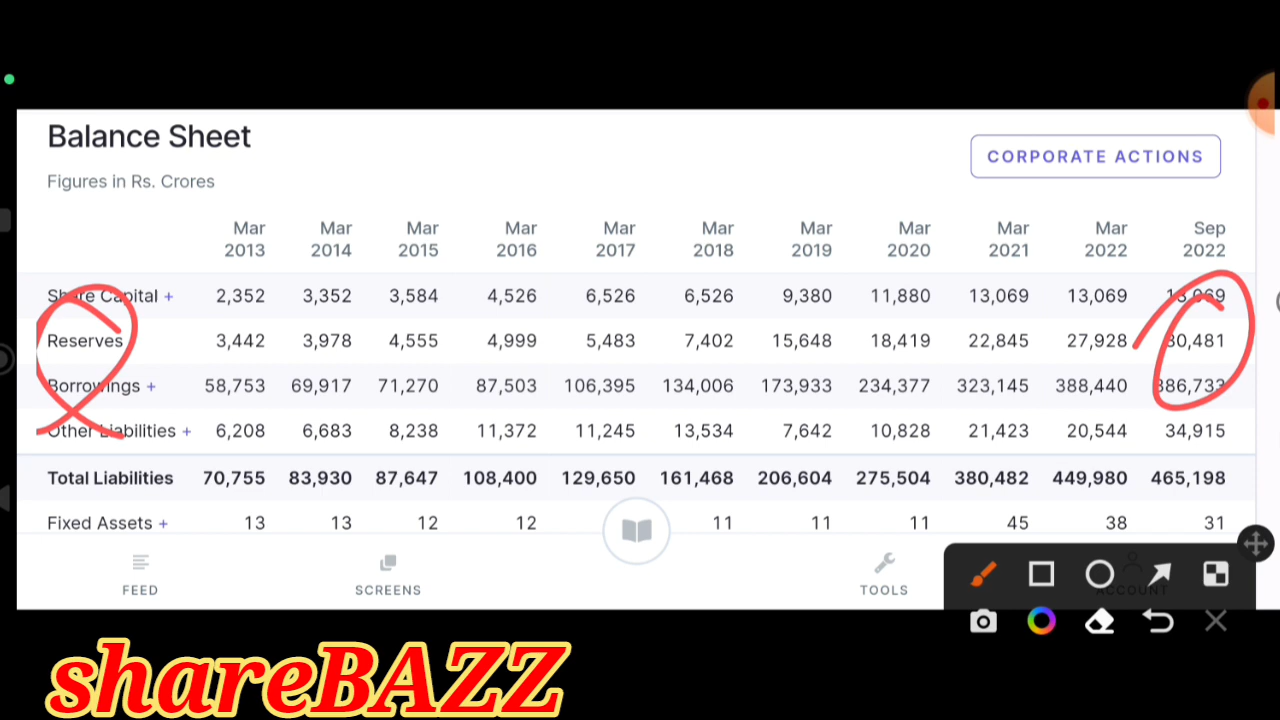 Balance Sheet
CORPORATE ACTIONS
Figures in Rs. Crores
Mar 2013 Mar 2014 Mar 2015 Mar 2016 Mar 2017 Mar 2018 Mar 2019 Mar 2020 Mar 2021 Mar 2022 Sep 2022
Share Capital + 2,352 3,352 3,584 4,526 6,526 6,526 9,380 11,880 13,069 13,069 13,069
Reserves 3,442 3,978 4,555 4,999 5,483 7,402 15,648 18,419 22,845 27,928 30,481
Borrowings + 58,753 69,917 71,270 87,503 106,395 134,006 173,933 234,377 323,145 388,440 386,733
Other Liabilities + 6,208 6,683 8,238 11,372 11,245 13,534 7,642 10,828 21,423 20,544 34,915
Total Liabilities 70,755 83,930 87,647 108,400 129,650 161,468 206,604 275,504 380,482 449,980 465,198
Fixed Assets + 13 13 12 12 11 11 11 45 38 31
FEED SCREENS TOOLS ACCOUNT
shareBAZZ